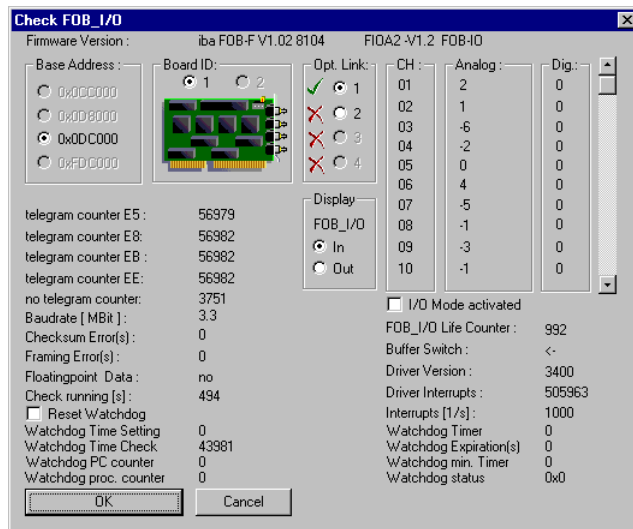 Check FOB_I/O
Firmware Version : iba FOB-F V1.02 8104 FIOA2 -V1.2 FOB-IO
Base Address :
0x0CC000
0x0D8000
0x0DC000
0xFDC000
Board ID:
1 2
Opt. Link:
1
2
3
4
Display
FOB_I/O
In
Out
CH : Analog : Dig.:
01 2 0
02 1 0
03 -6 0
04 -2 0
05 0 0
06 4 0
07 -5 0
08 -1 0
09 -3 0
10 -1 0
telegram counter E5 : 56979
telegram counter E8: 56982
telegram counter EB : 56982
telegram counter EE: 56982
no telegram counter: 3751
Baudrate [ MBit ] : 3.3
Checksum Error(s) : 0
Framing Error(s) : 0
Floatingpoint Data : no
Check running [s] : 494
Reset Watchdog
Watchdog Time Setting 0
Watchdog Time Check 43981
Watchdog PC counter 0
Watchdog proc. counter 0
I/O Mode activated
FOB_I/O Life Counter : 992
Buffer Switch : <-
Driver Version : 3400
Driver Interrupts : 505963
Interrupts [1/s] : 1000
Watchdog Timer 0
Watchdog Expiration(s) 0
Watchdog min. Timer 0
Watchdog status 0x0
OK Cancel